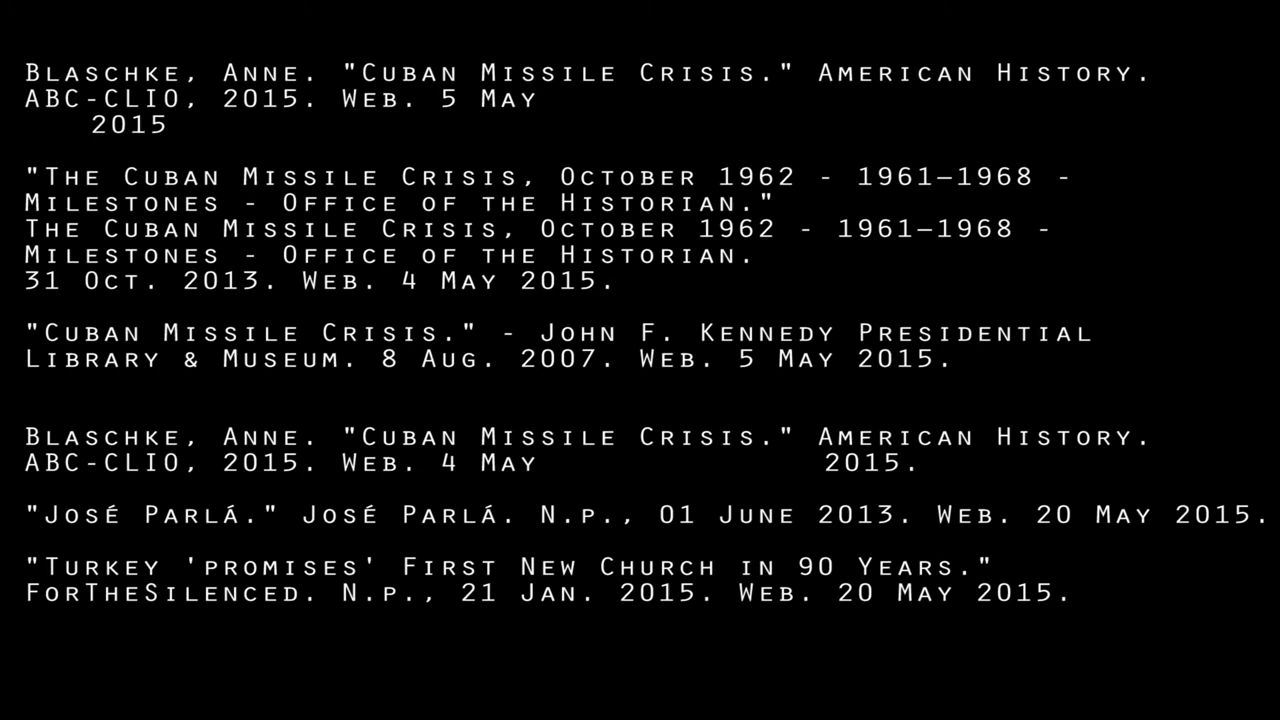 Blaschke, Anne. "Cuban Missile Crisis." American History.
ABC-CLIO, 2015. Web. 5 May
2015
"The Cuban Missile Crisis, October 1962 - 1961–1968 -
Milestones - Office of the Historian."
The Cuban Missile Crisis, October 1962 - 1961–1968 -
Milestones - Office of the Historian.
31 Oct. 2013. Web. 4 May 2015.
"Cuban Missile Crisis." - John F. Kennedy Presidential
Library & Museum. 8 Aug. 2007. Web. 5 May 2015.
Blaschke, Anne. "Cuban Missile Crisis." American History.
ABC-CLIO, 2015. Web. 4 May 2015.
"José Parlá." José Parlá. N.p., 01 June 2013. Web. 20 May 2015.
"Turkey 'promises' First New Church in 90 Years."
ForTheSilenced. N.p., 21 Jan. 2015. Web. 20 May 2015.